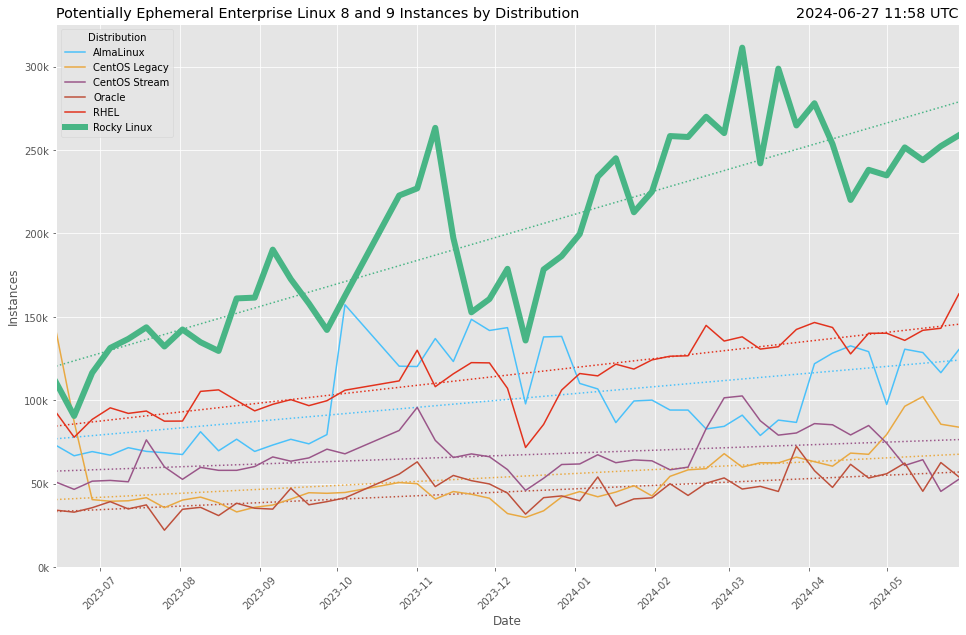 Potentially Ephemeral Enterprise Linux 8 and 9 Instances by Distribution
2024-06-27 11:58 UTC
Distribution
AlmaLinux
CentOS Legacy
CentOS Stream
Oracle
RHEL
Rocky Linux
300k
250k
200k
150k
100k
50k
0k
Instances
2023-07
2023-08
2023-09
2023-10
2023-11
2023-12
2024-01
2024-02
2024-03
2024-04
2024-05
Date